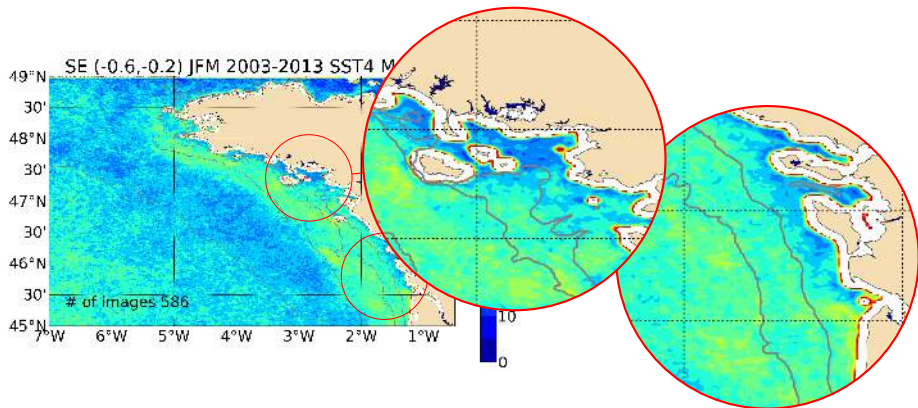 SE (-0.6,-0.2) JFM 2003-2013 SST4 M
49°N
30'
48°N
30'
47°N
30'
46°N
30'
45°N
# of images 586
7°W 6°W 5°W 4°W 3°W 2°W 1°W
10
0